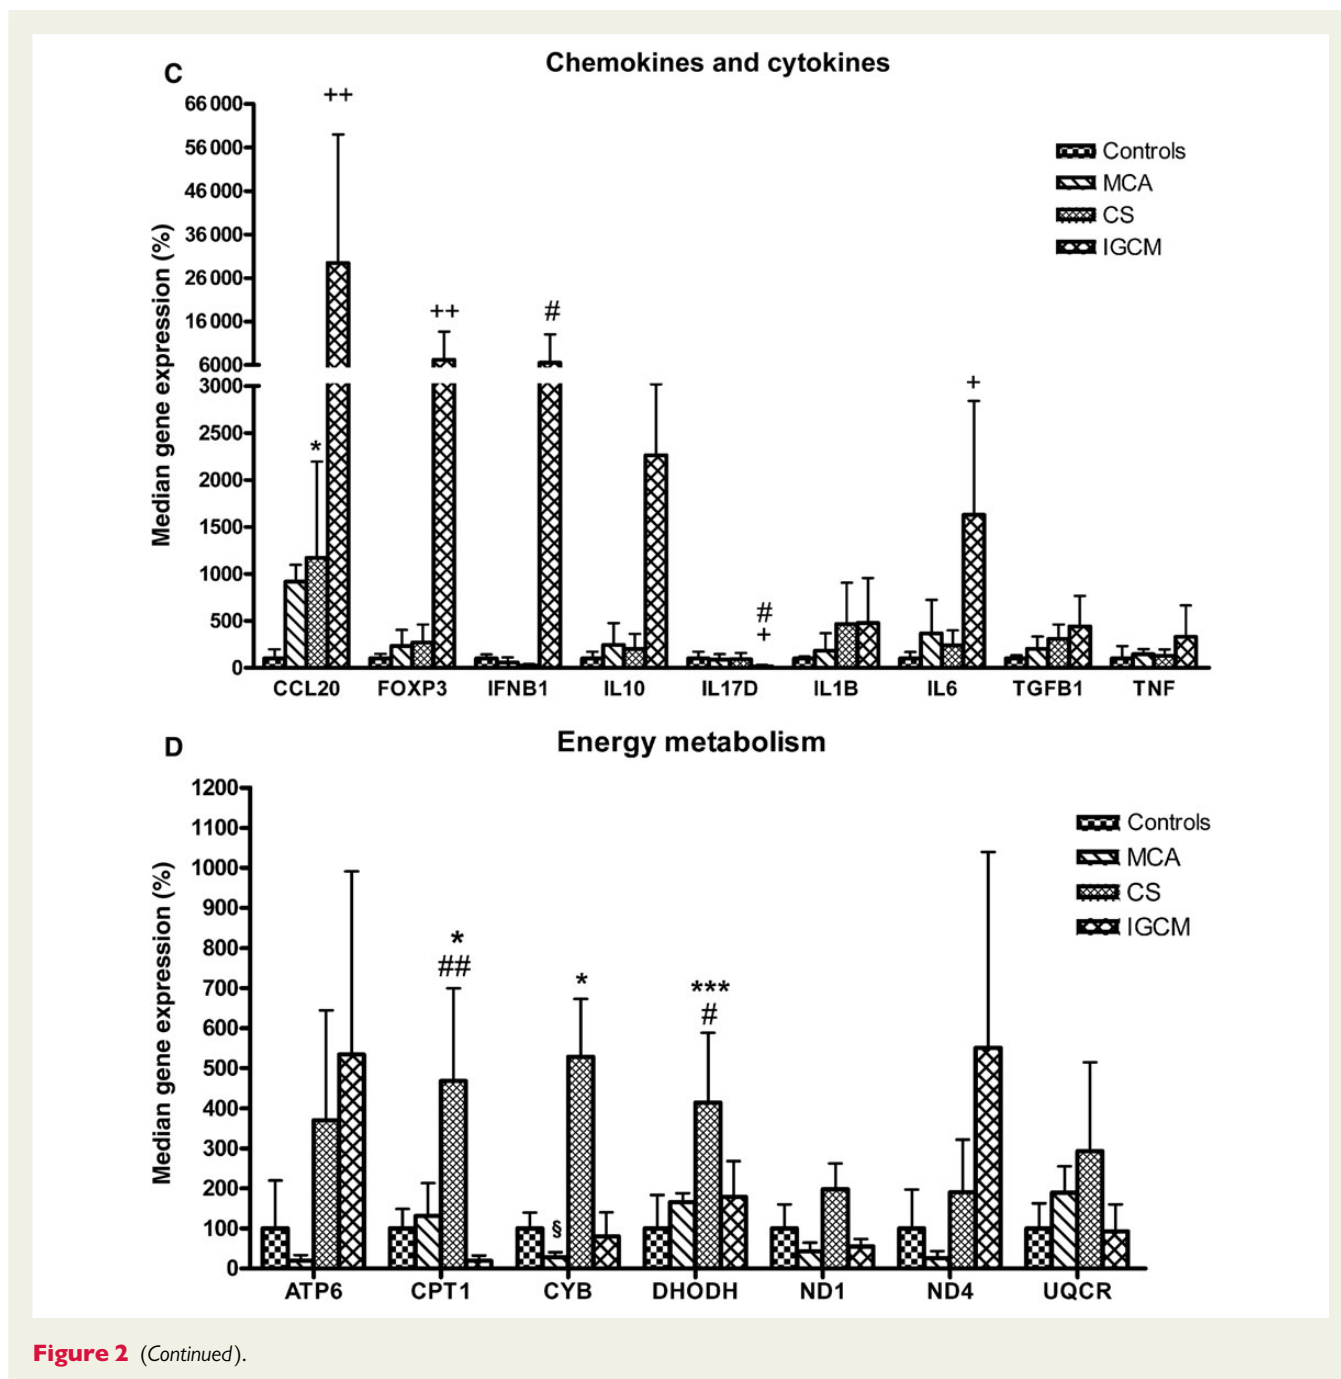 C
Chemokines and cytokines
66 000
56 000
46 000
36 000
26 000
16 000
6000
3000
2500
2000
1500
1000
500
0
Median gene expression (%)
++
*
++
#
#
+
+
Controls
MCA
CS
IGCM
CCL20 FOXP3 IFNB1 IL10 IL17D IL1B IL6 TGFB1 TNF
D
Energy metabolism
1200
1100
1000
900
800
700
600
500
400
300
200
100
0
Median gene expression (%)
*
##
§
*
***
#
Controls
MCA
CS
IGCM
ATP6 CPT1 CYB DHODH ND1 ND4 UQCR
Figure 2 (Continued).